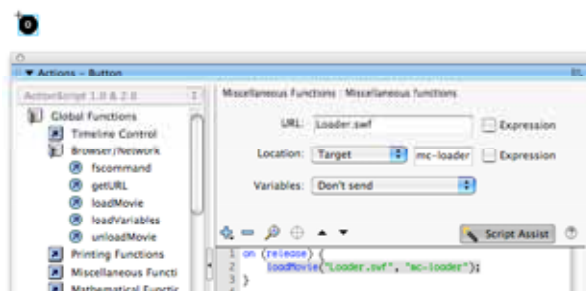 Actions - Button
ActionScript 1.0 & 2.0
Miscellaneous Functions : Miscellaneous functions
Global Functions
Timeline Control
Browser/Network
fscommand
getURL
loadMovie
loadVariables
unloadMovie
Printing Functions
Miscellaneous Functi
Mathematical Functic
URL: Loader.swf Expression
Location: Target mc-loader Expression
Variables: Don't send
Script Assist
1 on (release) {
2 loadMovie("Loader.swf", "mc-loader");
3 }